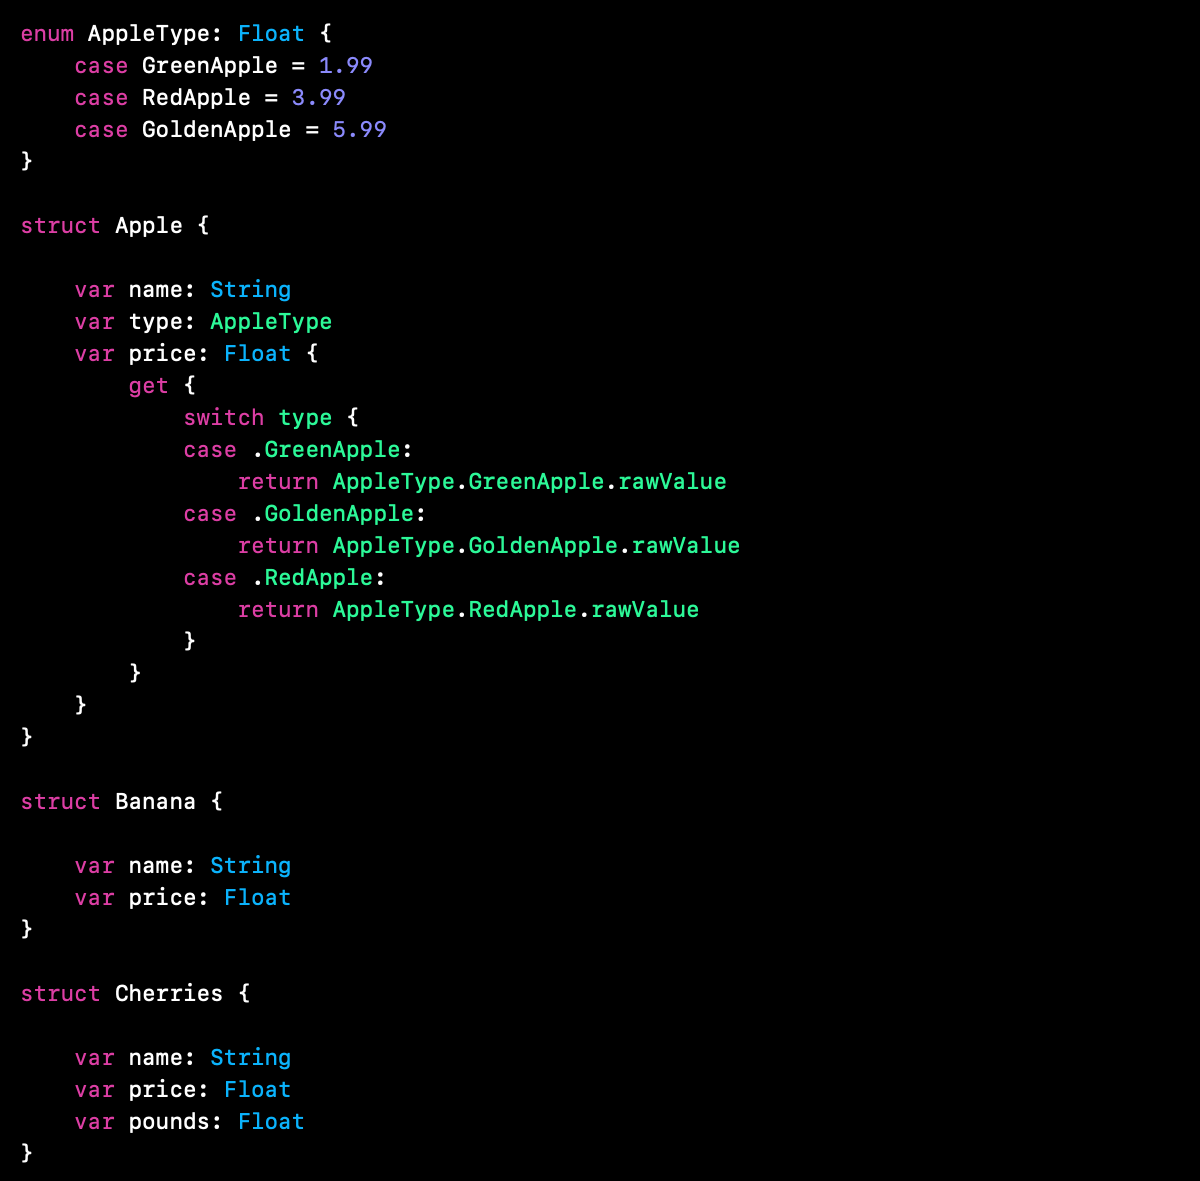 enum AppleType: Float {
    case GreenApple = 1.99
    case RedApple = 3.99
    case GoldenApple = 5.99
}

struct Apple {

    var name: String
    var type: AppleType
    var price: Float {
        get {
            switch type {
            case .GreenApple:
                return AppleType.GreenApple.rawValue
            case .GoldenApple:
                return AppleType.GoldenApple.rawValue
            case .RedApple:
                return AppleType.RedApple.rawValue
            }
        }
    }
}

struct Banana {

    var name: String
    var price: Float
}

struct Cherries {

    var name: String
    var price: Float
    var pounds: Float
}